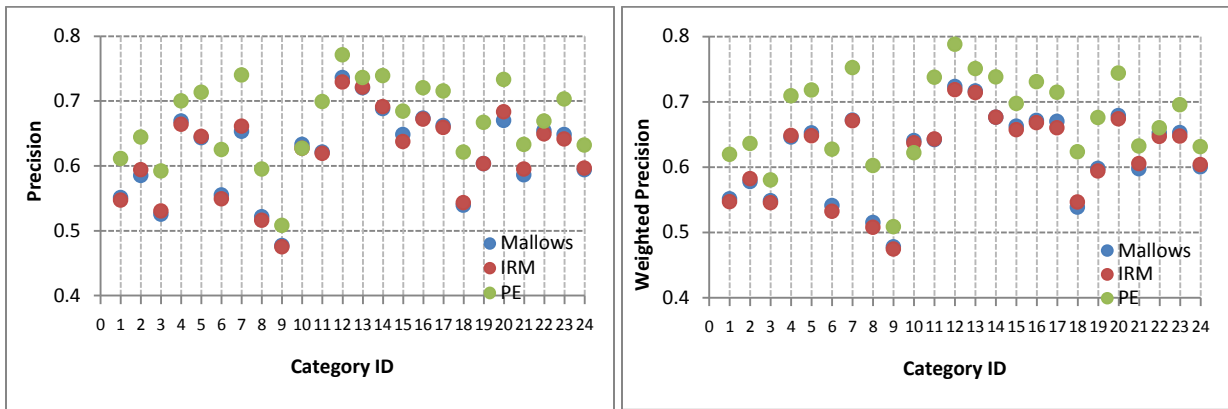 0.8
0.7
0.6
0.5
0.4
Precision
Mallows
IRM
PE
0 1 2 3 4 5 6 7 8 9 10 11 12 13 14 15 16 17 18 19 20 21 22 23 24
Category ID
0.8
0.7
0.6
0.5
0.4
Weighted Precision
Mallows
IRM
PE
0 1 2 3 4 5 6 7 8 9 10 11 12 13 14 15 16 17 18 19 20 21 22 23 24
Category ID